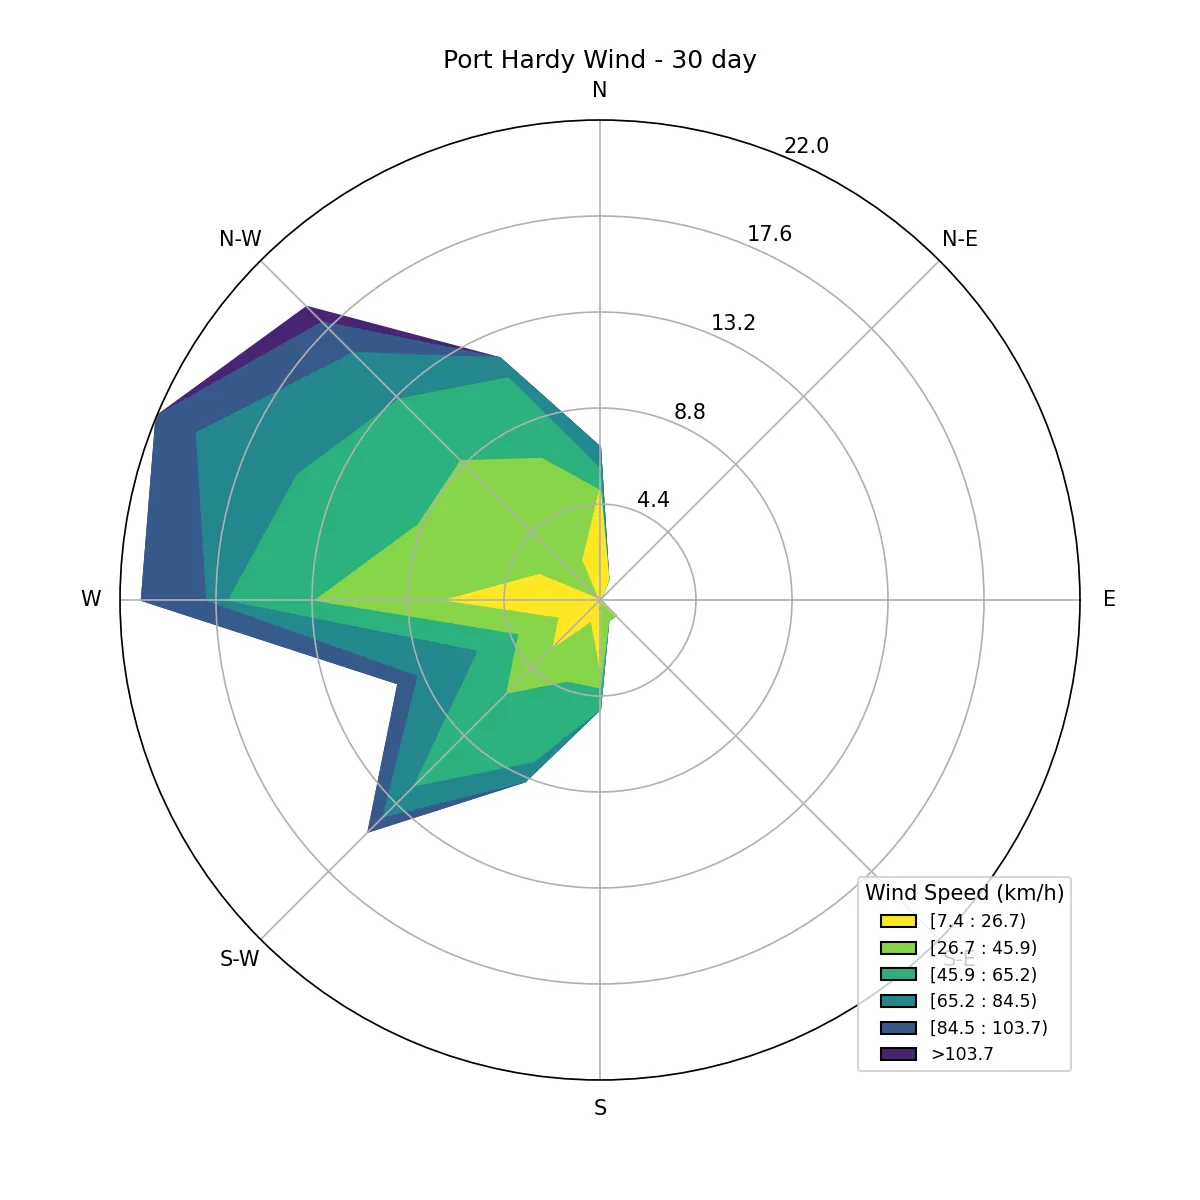 Port Hardy Wind - 30 day
N
22.0
N-W
17.6
N-E
13.2
8.8
4.4
W
E
Wind Speed (km/h)
[7.4 : 26.7)
[26.7 : 45.9)
S-W
S-E
[45.9 : 65.2)
[65.2 : 84.5)
[84.5 : 103.7)
>103.7
S